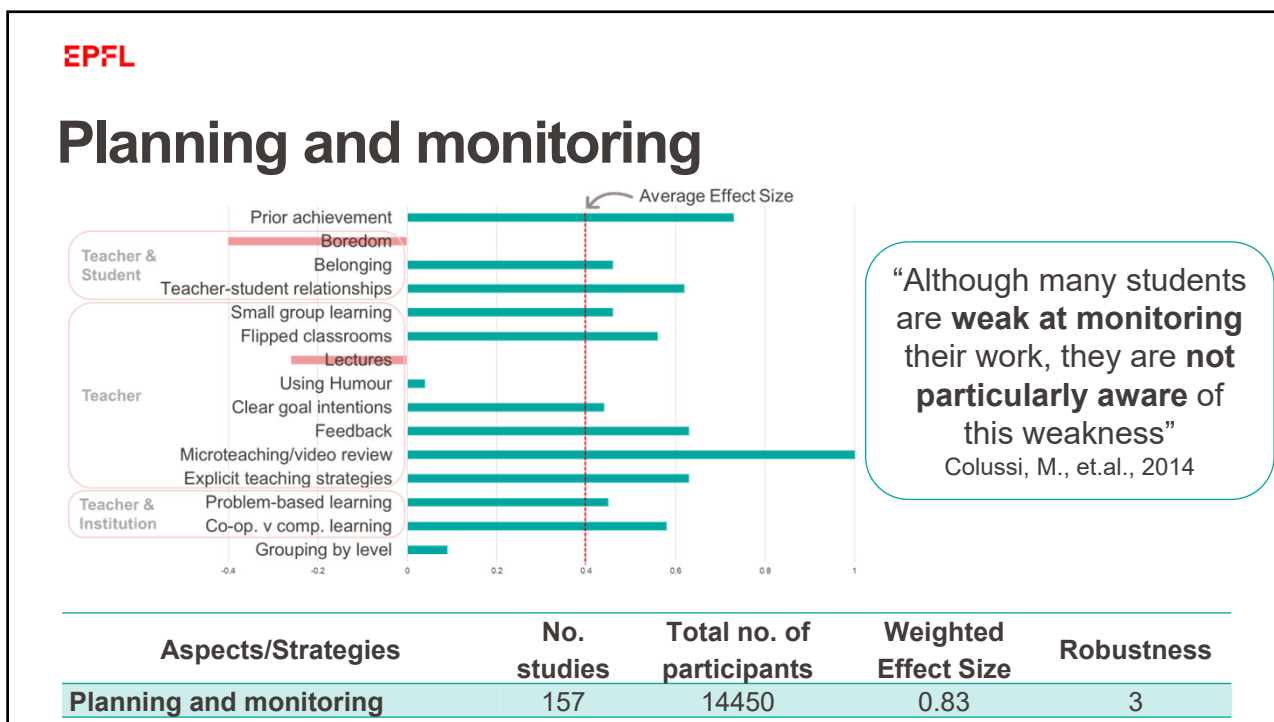 EPFL
Planning and monitoring
Average Effect Size
Prior achievement
Boredom
Teacher &
Student
Belonging
Teacher-student relationships
Small group learning
Flipped classrooms
Lectures
Using Humour
Teacher
Clear goal intentions
Feedback
Microteaching/video review
Explicit teaching strategies
Teacher &
Institution
Problem-based learning
Co-op. v comp. learning
Grouping by level
-0.4 -0.2 0 0.2 0.4 0.6 0.8 1
“Although many students
are weak at monitoring
their work, they are not
particularly aware of
this weakness”
Colussi, M., et.al., 2014
Aspects/Strategies No. studies Total no. of participants Weighted Effect Size Robustness
Planning and monitoring 157 14450 0.83 3